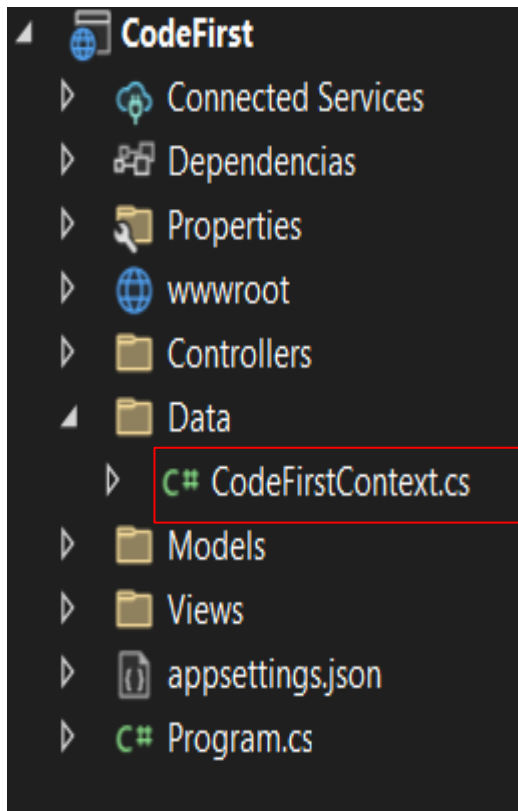 CodeFirst
Connected Services
Dependencias
Properties
wwwroot
Controllers
Data
C# CodeFirstContext.cs
Models
Views
appsettings.json
C# Program.cs